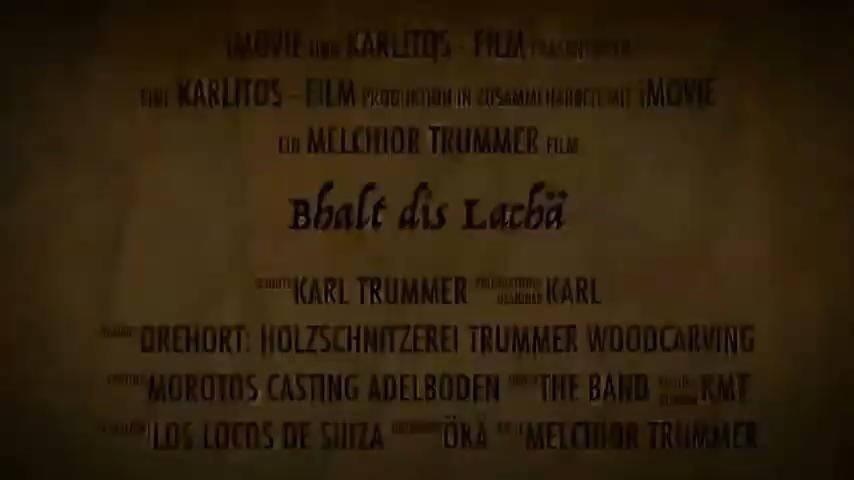 iMOVIE UND KARLITOS - FILM PRÄSENTIEREN
EINE KARLITOS - FILM PRODUKTION IN ZUSAMMENARBEIT MIT iMOVIE
EIN MELCHIOR TRUMMER FILM
Bhalt dis Lachä
KARL TRUMMER KARL
DREHORT: HOLZSCHNITZEREI TRUMMER WOODCARVING
MOROTOS CASTING ADELBODEN THE BAND KMT
LOS LOCOS DE SUIZA ÖKÄ MELCHIOR TRUMMER